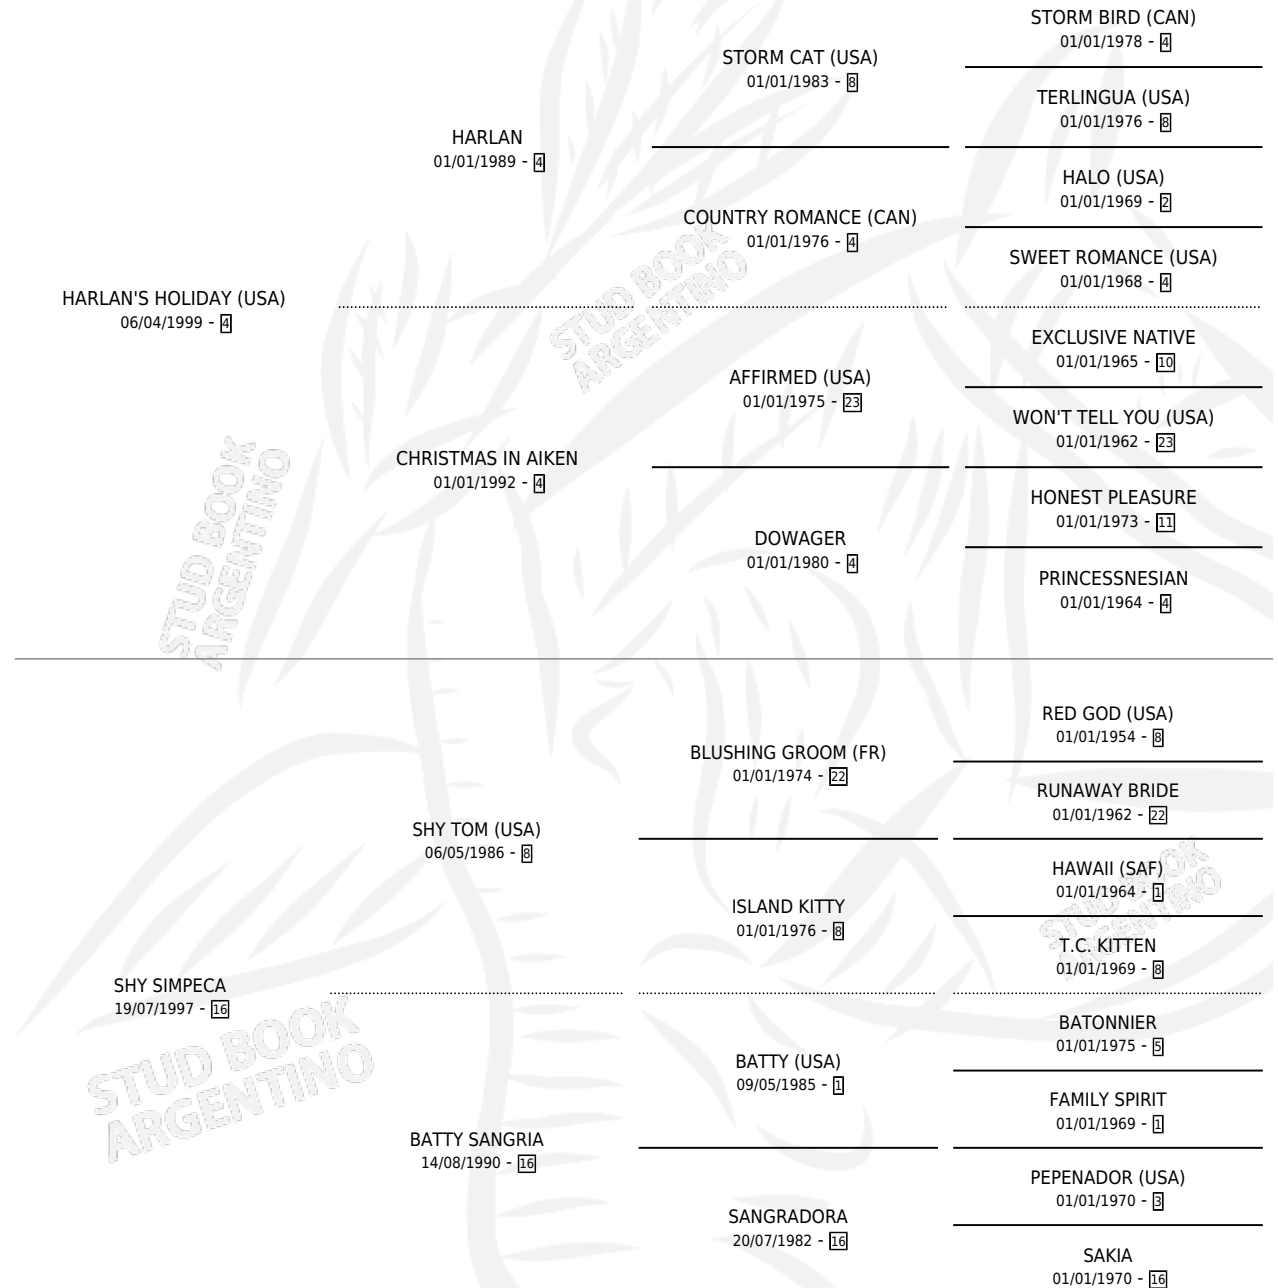 STORM BIRD (CAN)
01/01/1978 - 4
STORM CAT (USA)
01/01/1983 - 8
TERLINGUA (USA)
01/01/1976 - 8
HARLAN
01/01/1989 - 4
HALO (USA)
01/01/1969 - 2
COUNTRY ROMANCE (CAN)
01/01/1976 - 4
SWEET ROMANCE (USA)
01/01/1968 - 4
HARLAN'S HOLIDAY (USA)
06/04/1999 - 4
STUD BOOK
ARGENTINO
EXCLUSIVE NATIVE
01/01/1965 - 10
AFFIRMED (USA)
01/01/1975 - 23
WON'T TELL YOU (USA)
01/01/1962 - 23
CHRISTMAS IN AIKEN
01/01/1992 - 4
HONEST PLEASURE
01/01/1973 - 11
DOWAGER
01/01/1980 - 4
PRINCESSNESIAN
01/01/1964 - 4
STUD BOOK
ARGENTINO
RED GOD (USA)
01/01/1954 - 8
BLUSHING GROOM (FR)
01/01/1974 - 22
RUNAWAY BRIDE
01/01/1962 - 22
SHY TOM (USA)
06/05/1986 - 8
HAWAII (SAF)
01/01/1964 - 1
ISLAND KITTY
01/01/1976 - 8
STUD BOOK
ARGENTINO
T.C. KITTEN
01/01/1969 - 8
SHY SIMPECA
19/07/1997 - 16
STUD BOOK
ARGENTINO
BATONNIER
01/01/1975 - 5
BATTY (USA)
09/05/1985 - 1
FAMILY SPIRIT
01/01/1969 - 1
BATTY SANGRIA
14/08/1990 - 16
PEPENADOR (USA)
01/01/1970 - 3
SANGRADORA
20/07/1982 - 16
SAKIA
01/01/1970 - 16